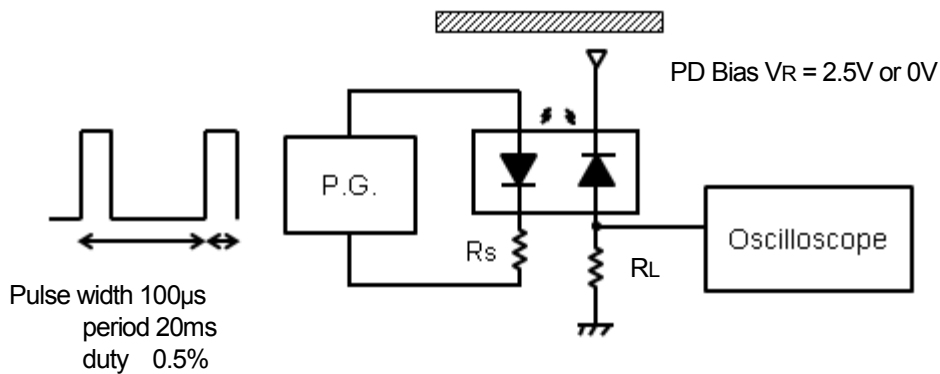 PD Bias VR = 2.5V or 0V
P.G.
Rs
RL
Oscilloscope
Pulse width 100µs
period 20ms
duty 0.5%